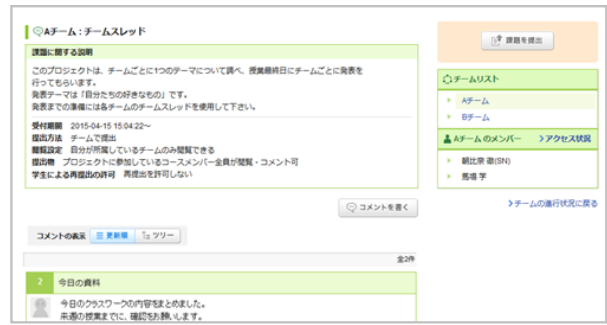 Aチーム：チームスレッド
課題に関する説明
このプロジェクトは、チームごとに1つのテーマについて調べ、授業最終日にチームごとに発表を
行ってもらいます。
発表テーマは「自分たちの好きなもの」です。
発表までの準備には各チームのチームスレッドを使用して下さい。
受付期間 2015-04-15 15:04:22～
提出方法 チームで提出
閲覧設定 自分が所属しているチームのみ閲覧できる
提出物 プロジェクトに参加しているコースメンバー全員が閲覧・コメント可
学生による再提出の許可 再提出を許可しない
コメントを書く
コメントの表示 更新順 ツリー
全2件
2 今日の資料
今日のクラスワークの内容をまとめました。
来週の授業までに、確認をお願いします。
課題を提出
チームリスト
Aチーム
Bチーム
Aチームのメンバー アクセス状況
朝比奈 徹(SN)
馬場 学
チームの進行状況に戻る